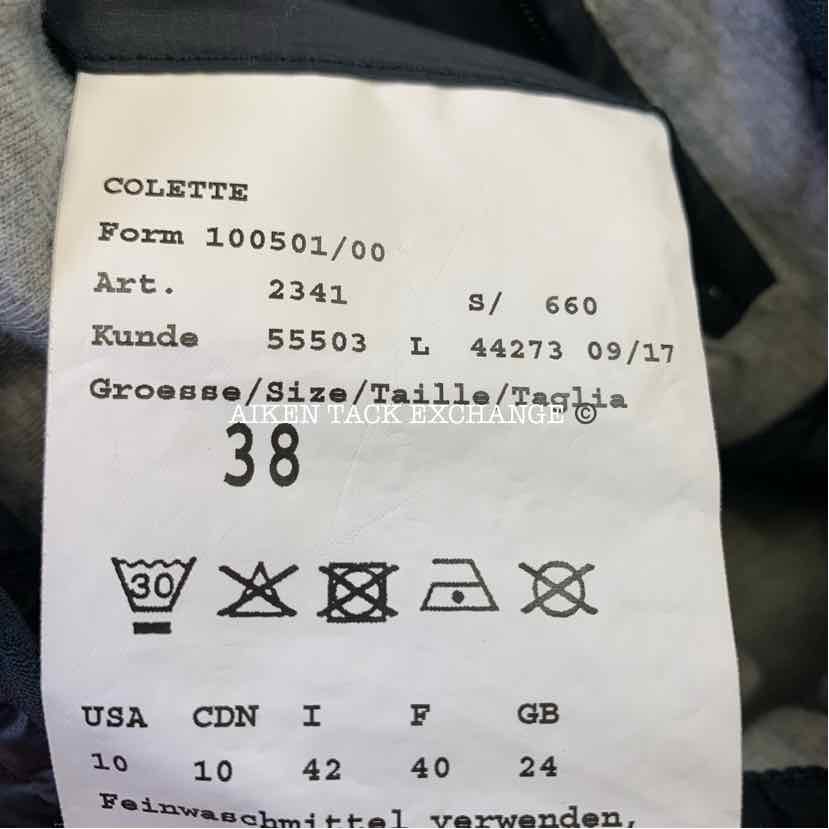 COLETTE
Form 100501/00
Art. 2341 S/ 660
Kunde 55503 L 44273 09/17
Groesse/Size/Taille/Taglia
AIKEN TACK EXCHANGE ©
38
30
USA CDN I F GB
10 10 42 40 24
Feinwaschmittel verwenden,